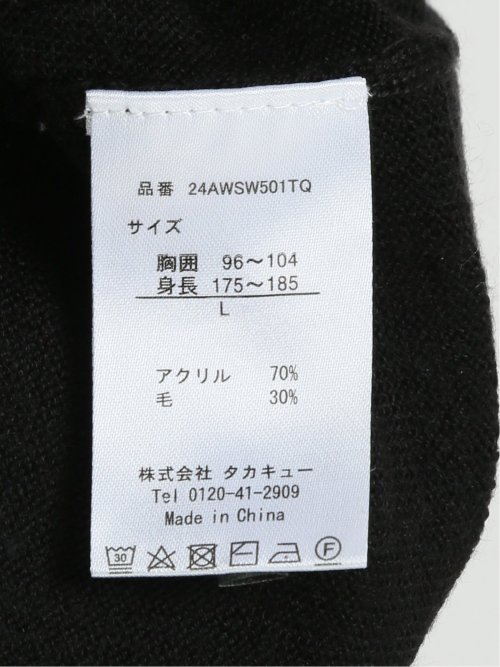 品番 24AWSW501TQ
サイズ
胸囲 96～104
身長 175～185
L
アクリル 70%
毛 30%
株式会社 タカキュー
Tel 0120-41-2909
Made in China
30 F